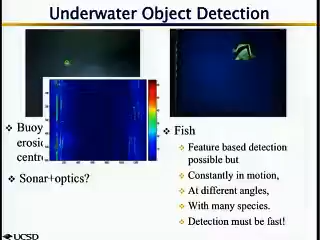 Underwater Object Detection
❖ Buoy
erosic
centr
❖ Sonar+optics?
❖ Fish
❖ Feature based detection
possible but
❖ Constantly in motion,
❖ At different angles,
❖ With many species.
❖ Detection must be fast!
UCSD